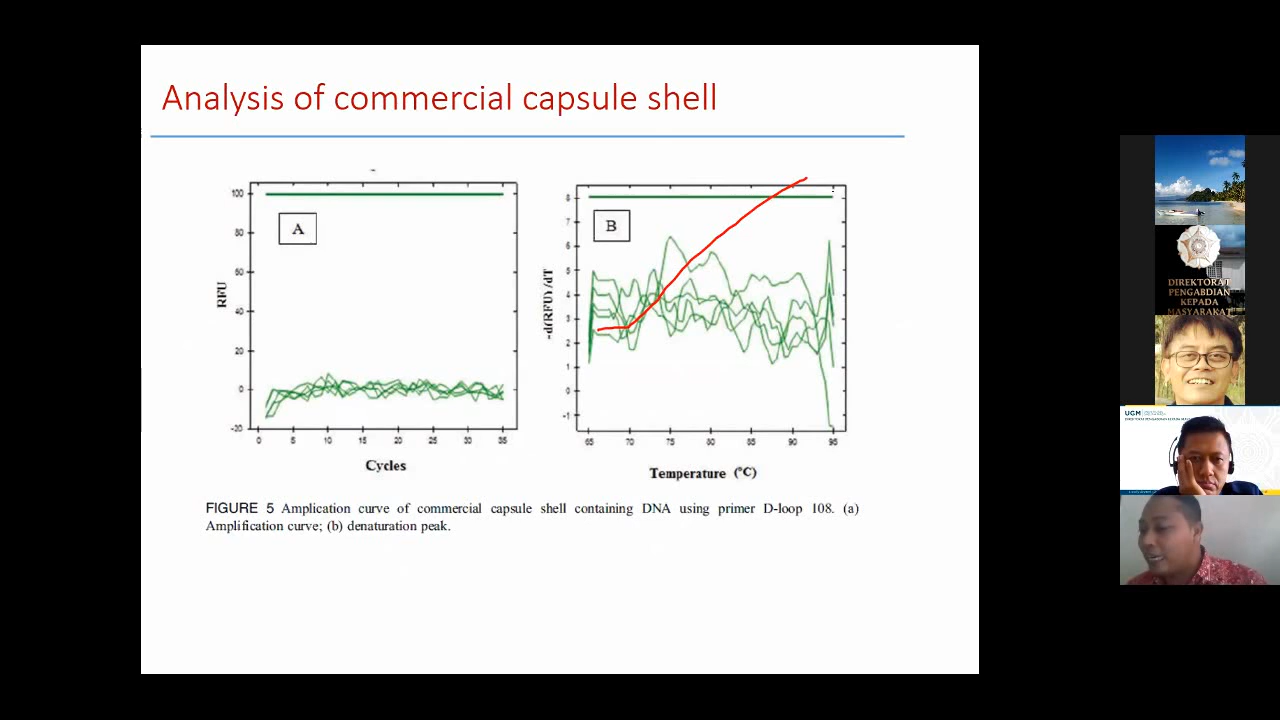 Analysis of commercial capsule shell
A
RFU
100
80
60
40
20
0
-20
0 5 10 15 20 25 30 35
Cycles
B
-d(RFU)/dT
8
7
6
5
4
3
2
1
0
-1
65 70 75 80 85 90 95
Temperature (°C)
FIGURE 5 Amplication curve of commercial capsule shell containing DNA using primer D-loop 108. (a)
Amplification curve; (b) denaturation peak.
DIREKTORAT
PENGABDIAN
KEPADA
MASYARAKAT
UGM